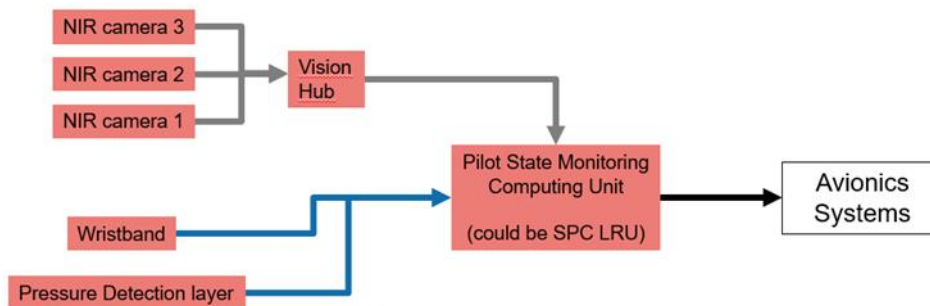 NIR camera 3
NIR camera 2
NIR camera 1
Vision
Hub
Pilot State Monitoring
Computing Unit
(could be SPC LRU)
Avionics
Systems
Wristband
Pressure Detection layer